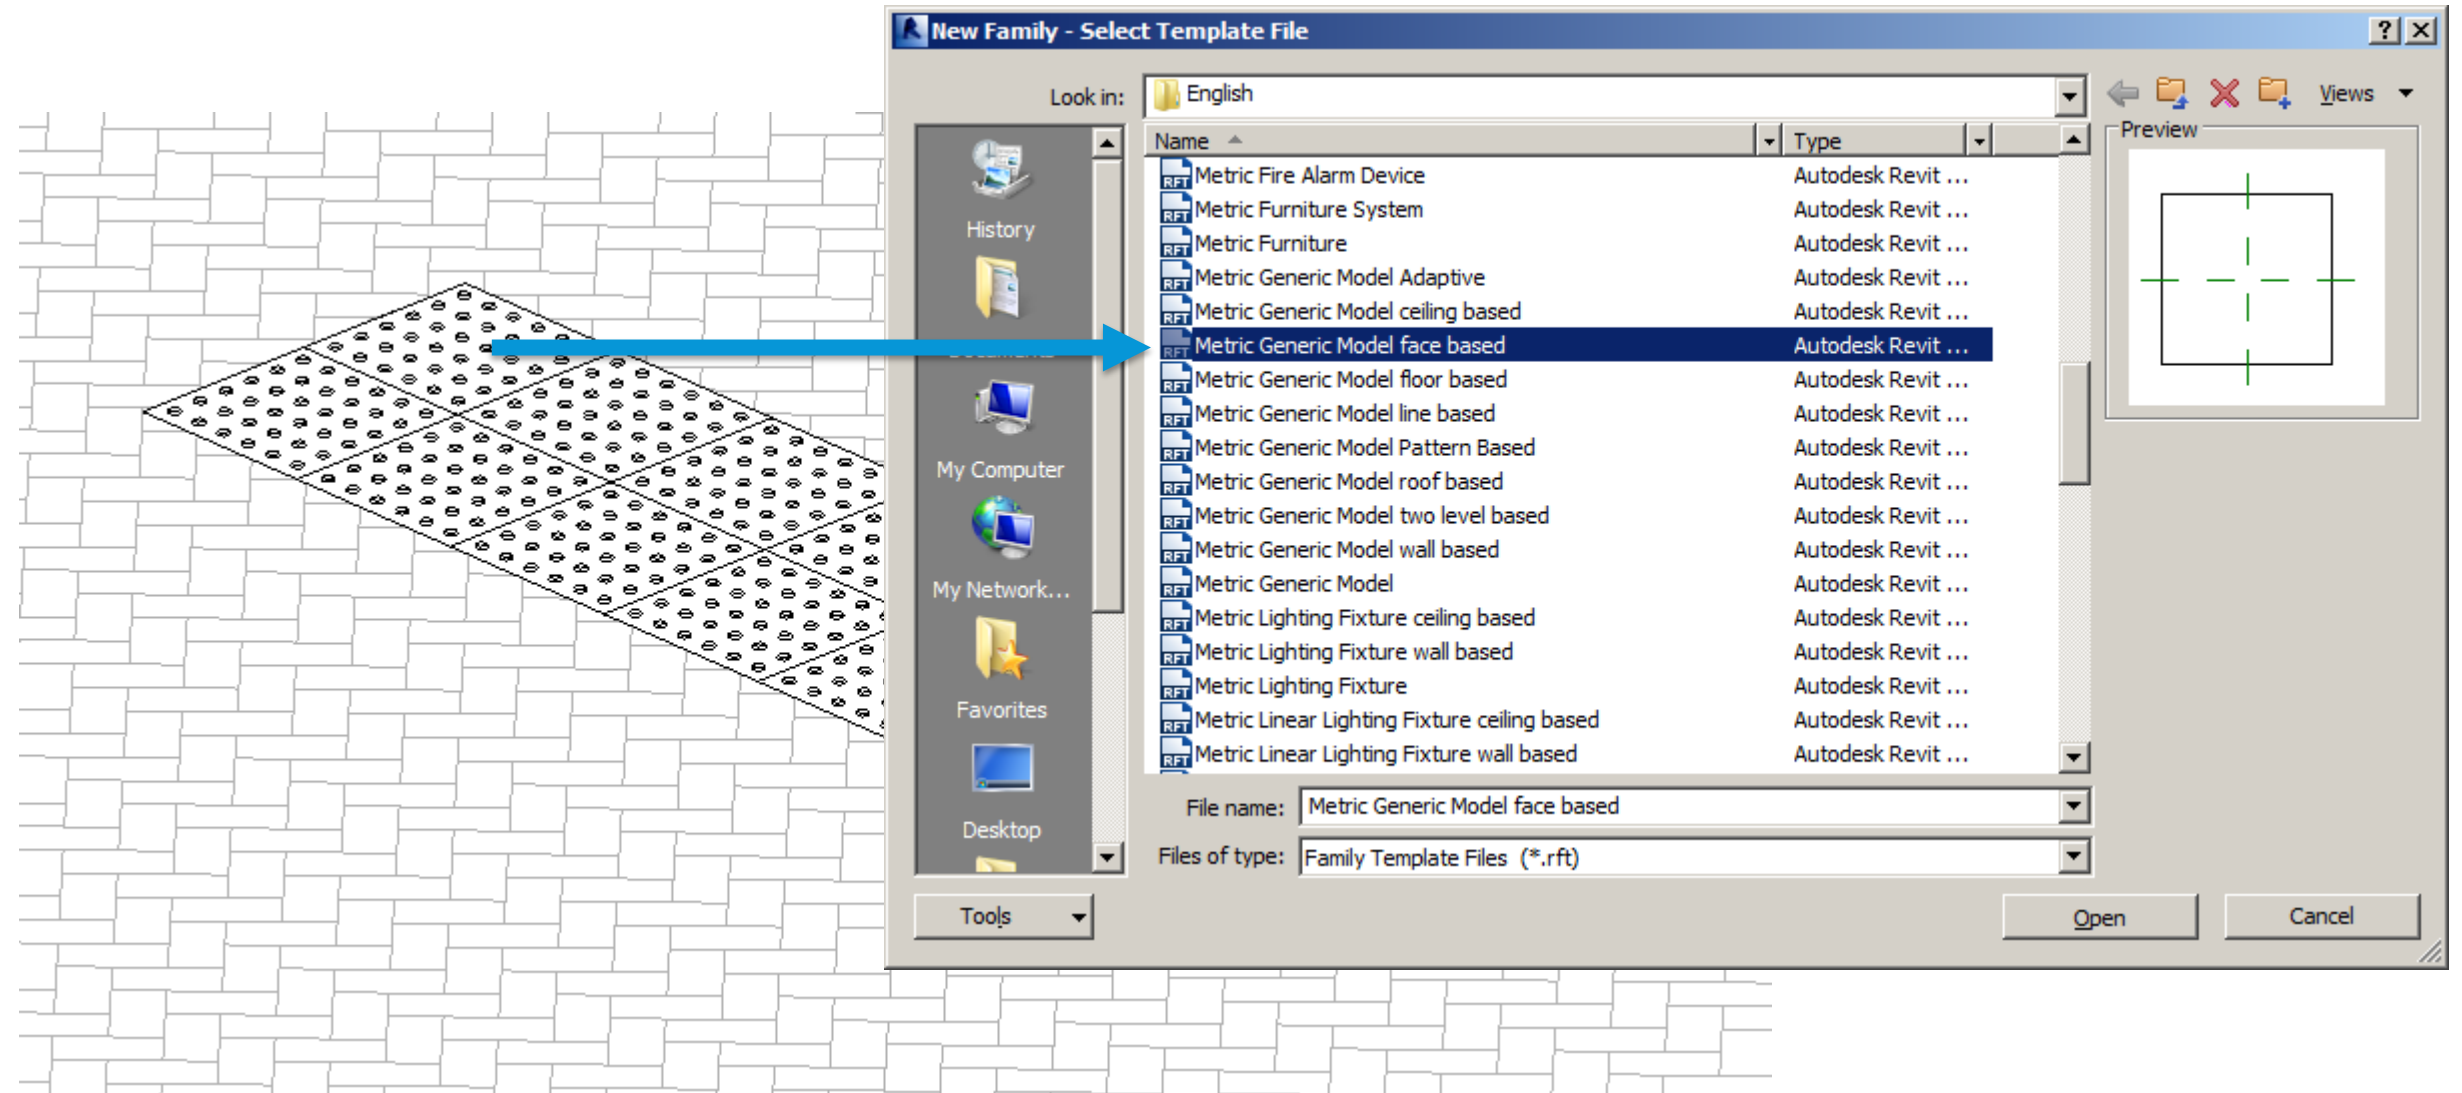 New Family - Select Template File
Look in: English Views
Name Type Preview
History
My Computer
My Network...
Favorites
Desktop
Metric Fire Alarm Device Autodesk Revit ...
Metric Furniture System Autodesk Revit ...
Metric Furniture Autodesk Revit ...
Metric Generic Model Adaptive Autodesk Revit ...
Metric Generic Model ceiling based Autodesk Revit ...
Metric Generic Model face based Autodesk Revit ...
Metric Generic Model floor based Autodesk Revit ...
Metric Generic Model line based Autodesk Revit ...
Metric Generic Model Pattern Based Autodesk Revit ...
Metric Generic Model roof based Autodesk Revit ...
Metric Generic Model two level based Autodesk Revit ...
Metric Generic Model wall based Autodesk Revit ...
Metric Generic Model Autodesk Revit ...
Metric Lighting Fixture ceiling based Autodesk Revit ...
Metric Lighting Fixture wall based Autodesk Revit ...
Metric Lighting Fixture Autodesk Revit ...
Metric Linear Lighting Fixture ceiling based Autodesk Revit ...
Metric Linear Lighting Fixture wall based Autodesk Revit ...
File name: Metric Generic Model face based
Files of type: Family Template Files (*.rft)
Tools Open Cancel